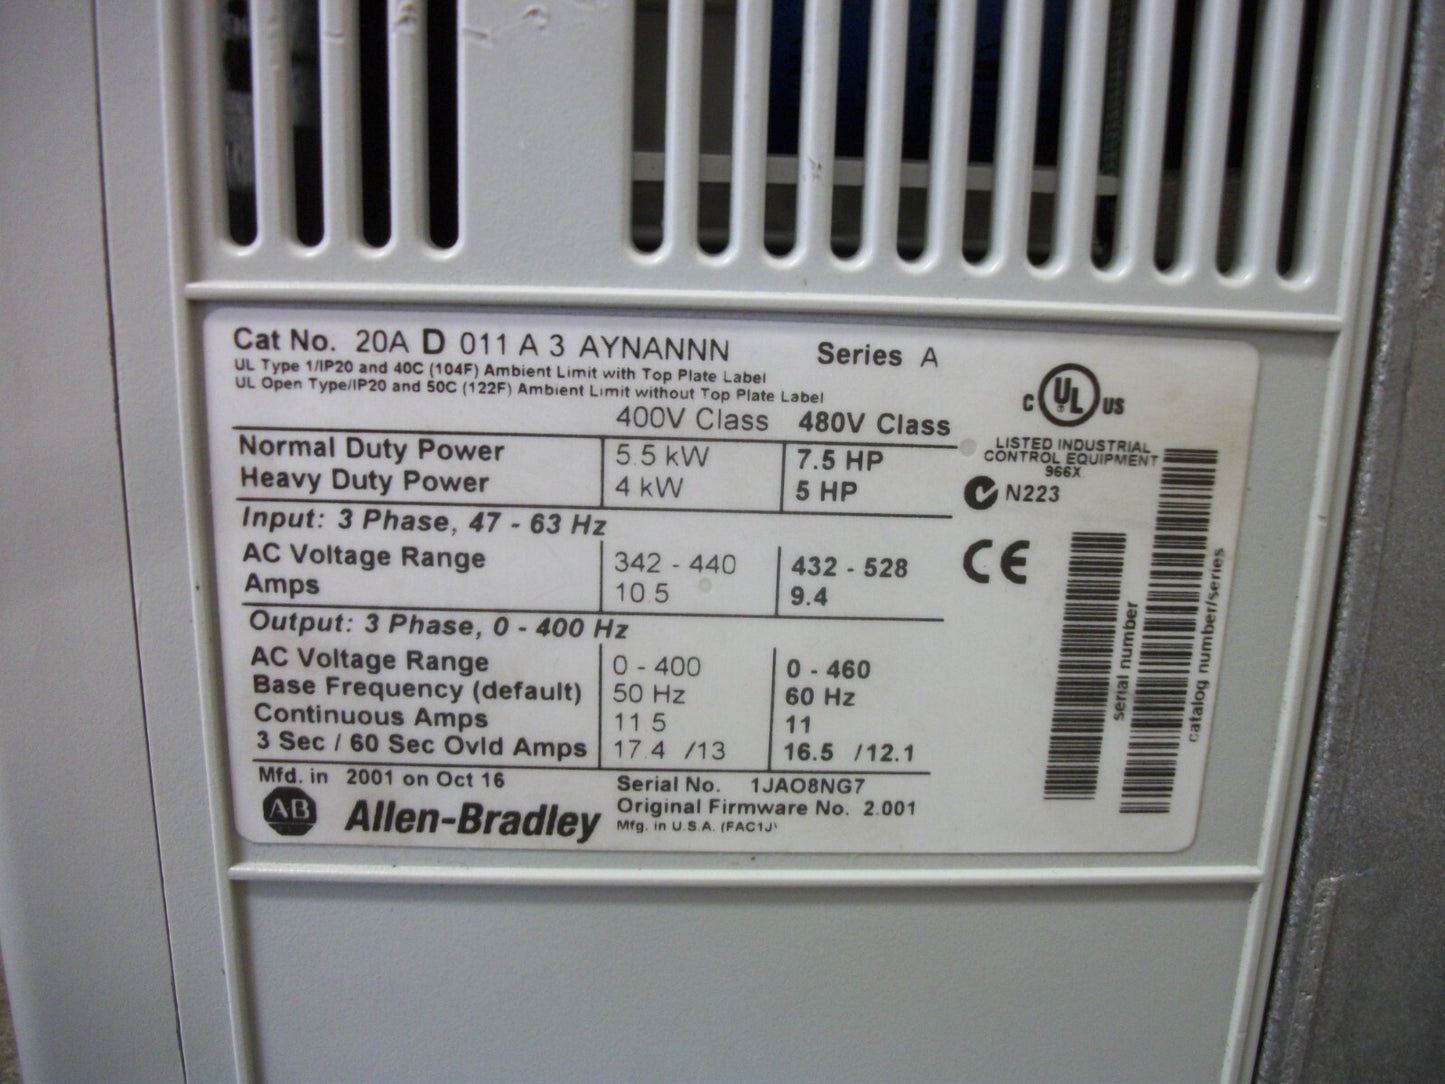 Cat No. 20A D 011 A 3 AYNANNN Series A
UL Type 1/IP20 and 40C (104F) Ambient Limit with Top Plate Label
UL Open Type/IP20 and 50C (122F) Ambient Limit without Top Plate Label
400V Class 480V Class
Normal Duty Power 5.5 kW 7.5 HP
Heavy Duty Power 4 kW 5 HP
Input: 3 Phase, 47 - 63 Hz
AC Voltage Range 342 - 440 432 - 528
Amps 10.5 9.4
Output: 3 Phase, 0 - 400 Hz
AC Voltage Range 0 - 400 0 - 460
Base Frequency (default) 50 Hz 60 Hz
Continuous Amps 11.5 11
3 Sec / 60 Sec Ovld Amps 17.4 /13 16.5 /12.1
Mfd. in 2001 on Oct 16 Serial No. 1JAO8NG7
Original Firmware No. 2.001
AB Allen-Bradley Mfg. in U.S.A. (FAC1J)
C UL US
LISTED INDUSTRIAL
CONTROL EQUIPMENT
966X
N223
CE
serial number
catalog number/series